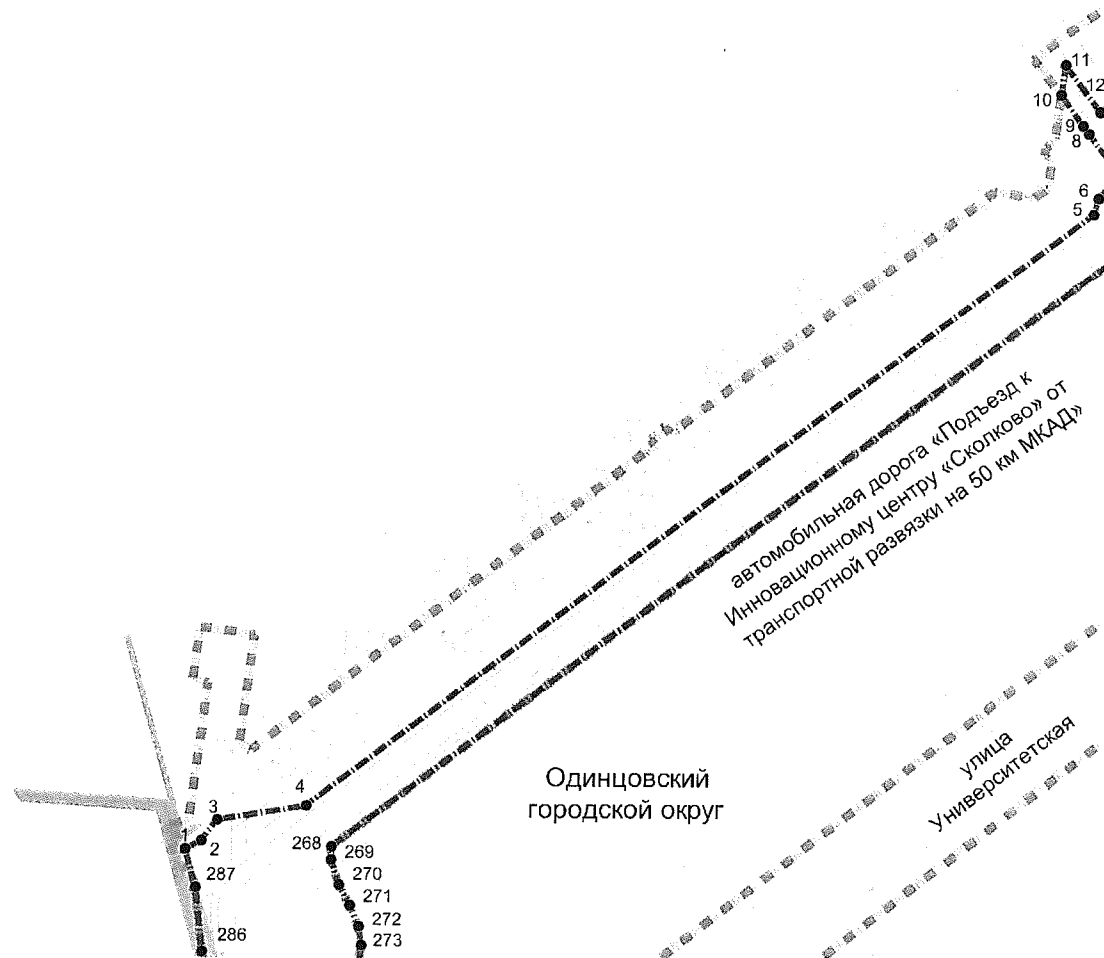 11
12
10
9
8
6
5
автомобильная дорога «Подъезд к
Инновационному центру «Сколково» от
транспортной развязки на 50 км МКАД»
улица
Университетская
Одинцовский
городской округ
4
3
1
2
268
269
287
270
271
272
286
273